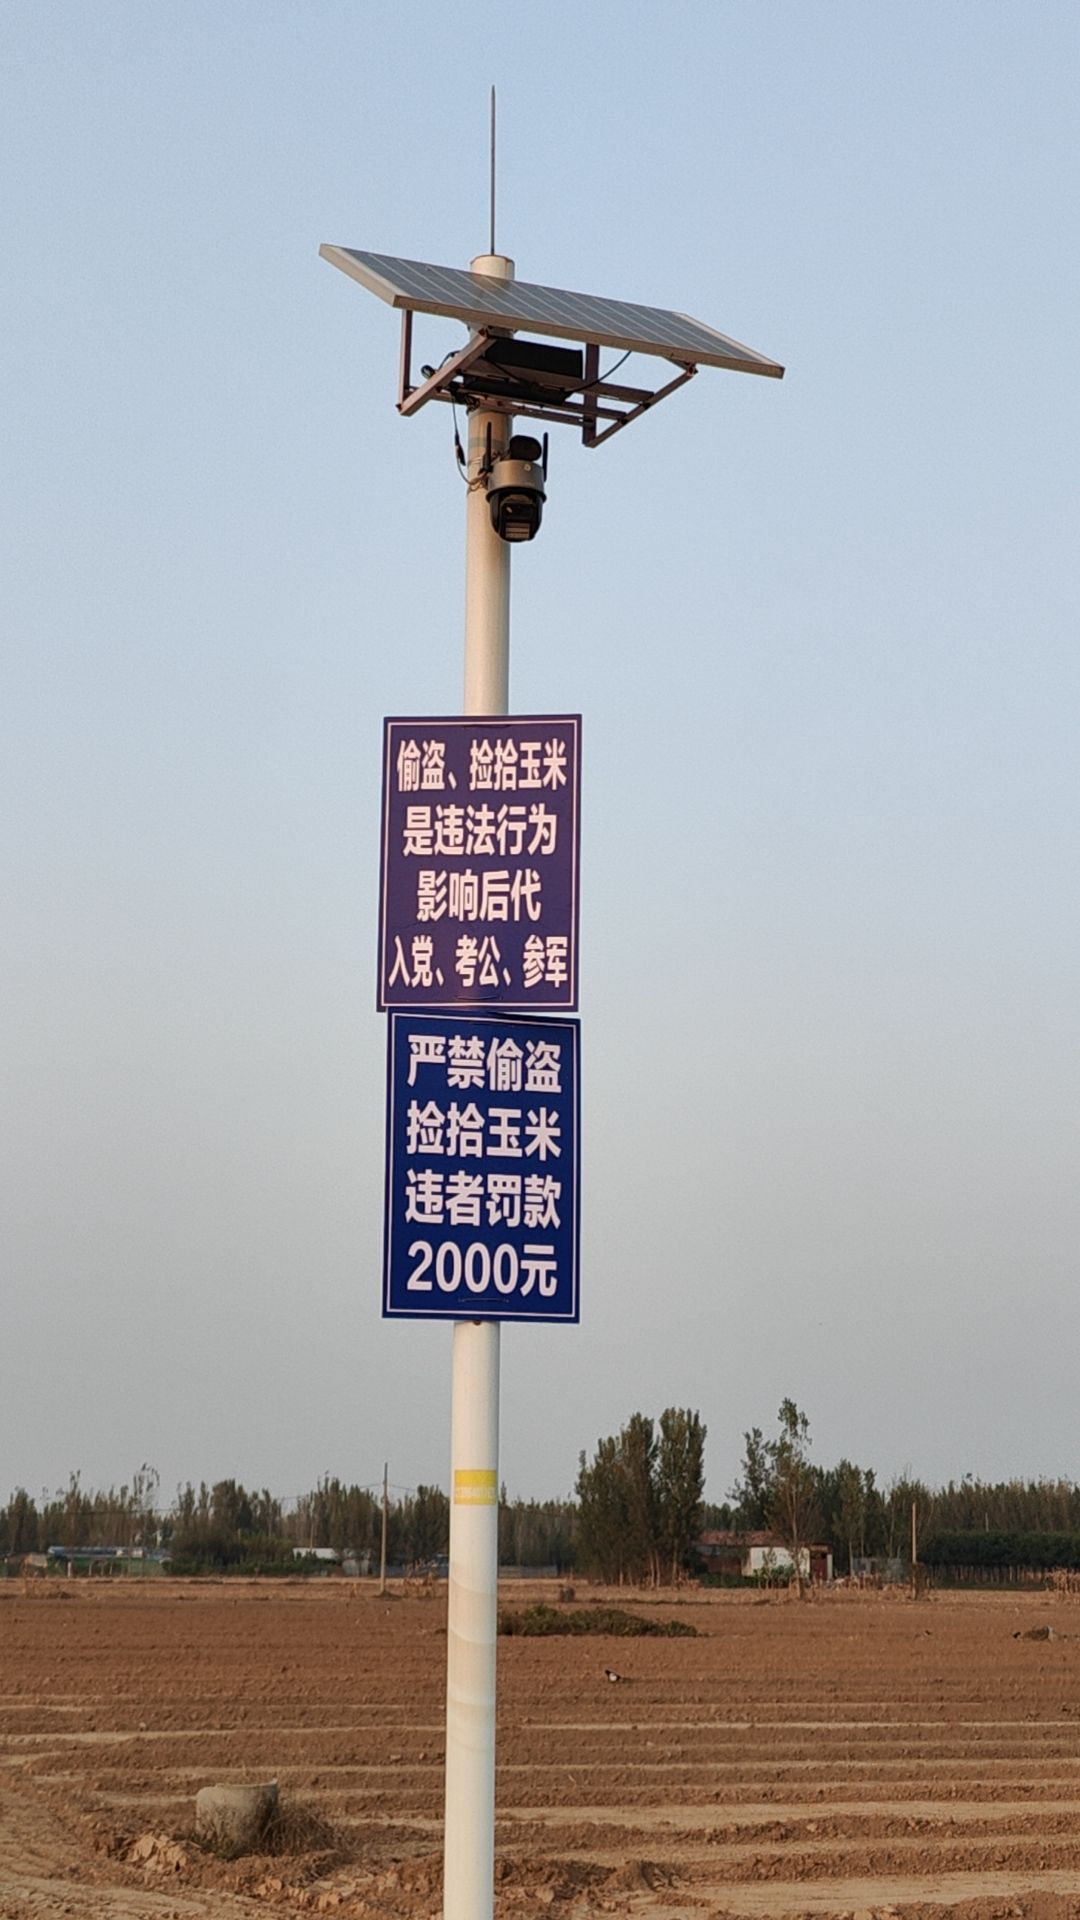 偷盗、捡拾玉米
是违法行为
影响后代
入党、考公、参军
严禁偷盗
捡拾玉米
违者罚款
2000元